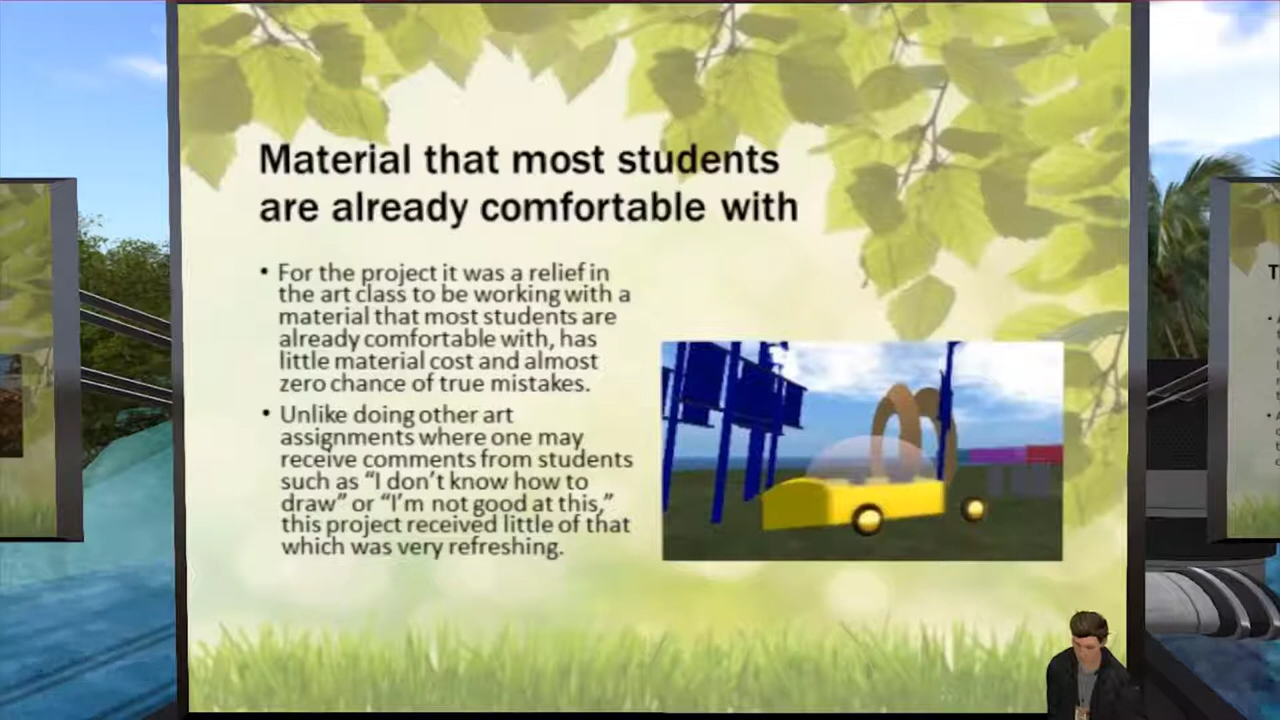 Material that most students
are already comfortable with
• For the project it was a relief in
the art class to be working with a
material that most students are
already comfortable with, has
little material cost and almost
zero chance of true mistakes.
• Unlike doing other art
assignments where one may
receive comments from students
such as “I don’t know how to
draw” or “I’m not good at this,”
this project received little of that
which was very refreshing.